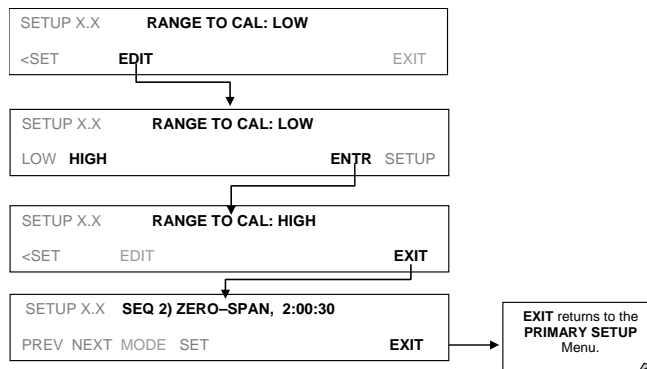 SETUP X.X RANGE TO CAL: LOW
<SET EDIT EXIT
SETUP X.X RANGE TO CAL: LOW
LOW HIGH ENTR SETUP
SETUP X.X RANGE TO CAL: HIGH
<SET EDIT EXIT
SETUP X.X SEQ 2) ZERO–SPAN, 2:00:30
PREV NEXT MODE SET EXIT
EXIT returns to the
PRIMARY SETUP
Menu.